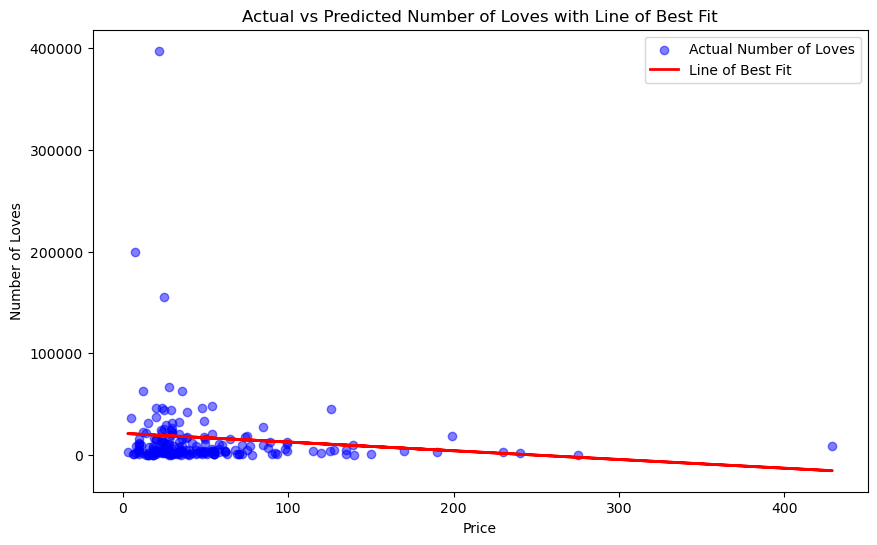 Actual vs Predicted Number of Loves with Line of Best Fit
Actual Number of Loves
Line of Best Fit
400000
300000
200000
100000
0
Number of Loves
0 100 200 300 400
Price